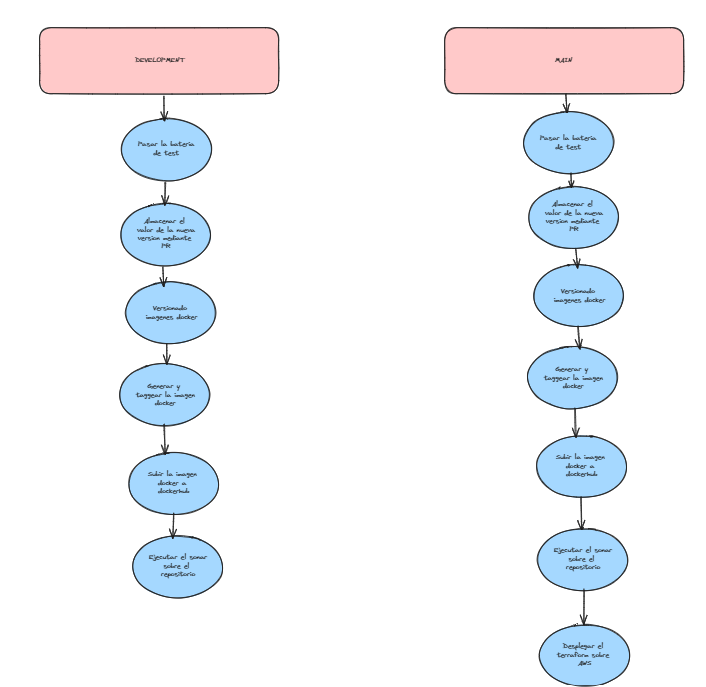 DEVELOPMENT
Pasar la bateria
de test
Almacenar el
valor de la nueva
version mediante
PR
Versionado
imagenes docker
Generar y
taggear la imagen
docker
Subir la imagen
docker a
dockerhub
Ejecutar el sonar
sobre el
repositorio
MAIN
Pasar la bateria
de test
Almacenar el
valor de la nueva
version mediante
PR
Versionado
imagenes docker
Generar y
taggear la imagen
docker
Subir la imagen
docker a
dockerhub
Ejecutar el sonar
sobre el
repositorio
Desplegar el
terraform sobre
AWS